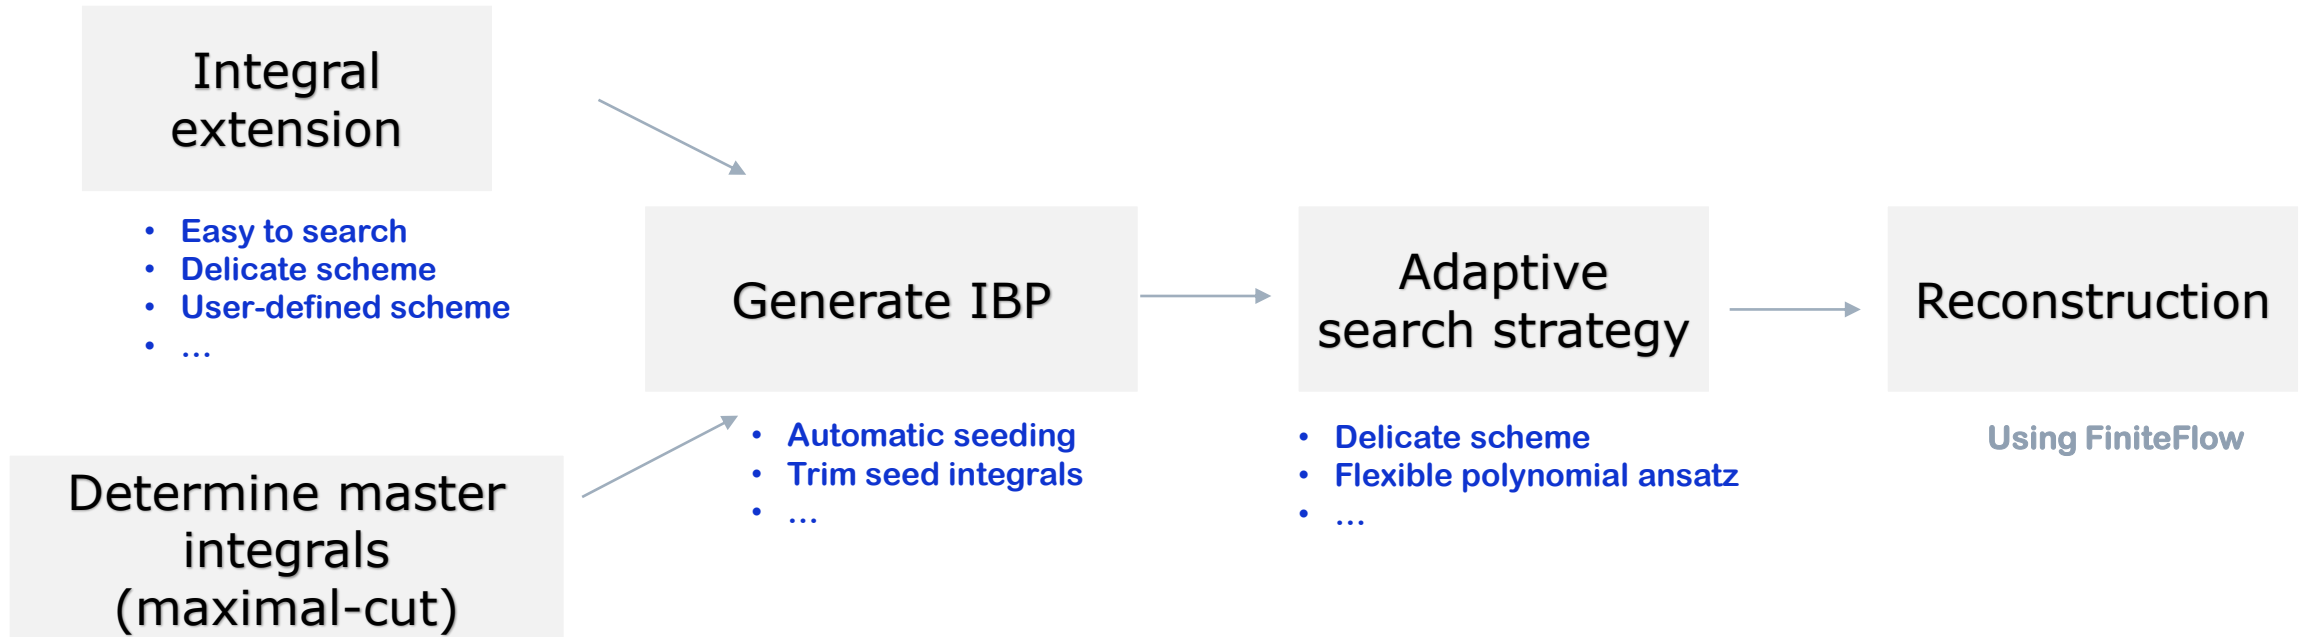 Integral
extension
• Easy to search
• Delicate scheme
• User-defined scheme
• ...
Determine master
integrals
(maximal-cut)
Generate IBP
• Automatic seeding
• Trim seed integrals
• ...
Adaptive
search strategy
• Delicate scheme
• Flexible polynomial ansatz
• ...
Reconstruction
Using FiniteFlow